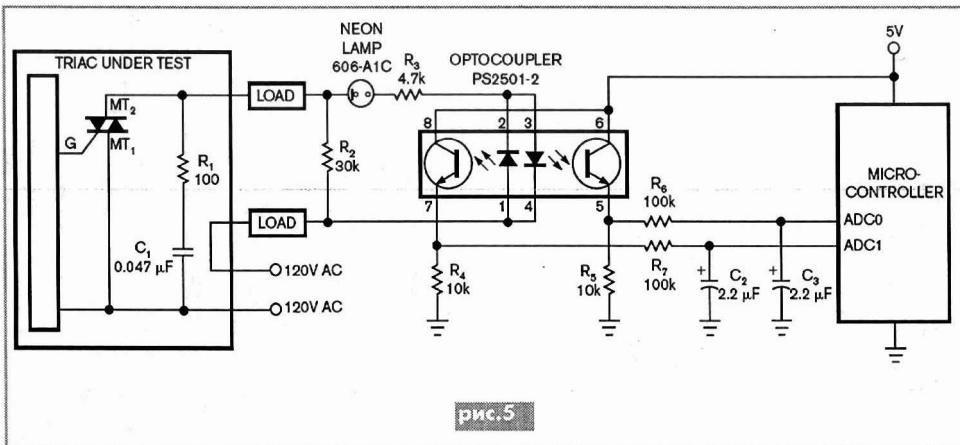 TRIAC UNDER TEST
MT2
G
MT1
R1
100
C1
0.047 µF
LOAD
LOAD
120V AC
120V AC
NEON
LAMP
606-A1C
R3
4.7k
R2
30k
OPTOCOUPLER
PS2501-2
8
2
3
6
7
1
4
5
R4
10k
R5
10k
R6
100k
R7
100k
C2
2.2 µF
C3
2.2 µF
5V
MICRO-
CONTROLLER
ADC0
ADC1
рис.5